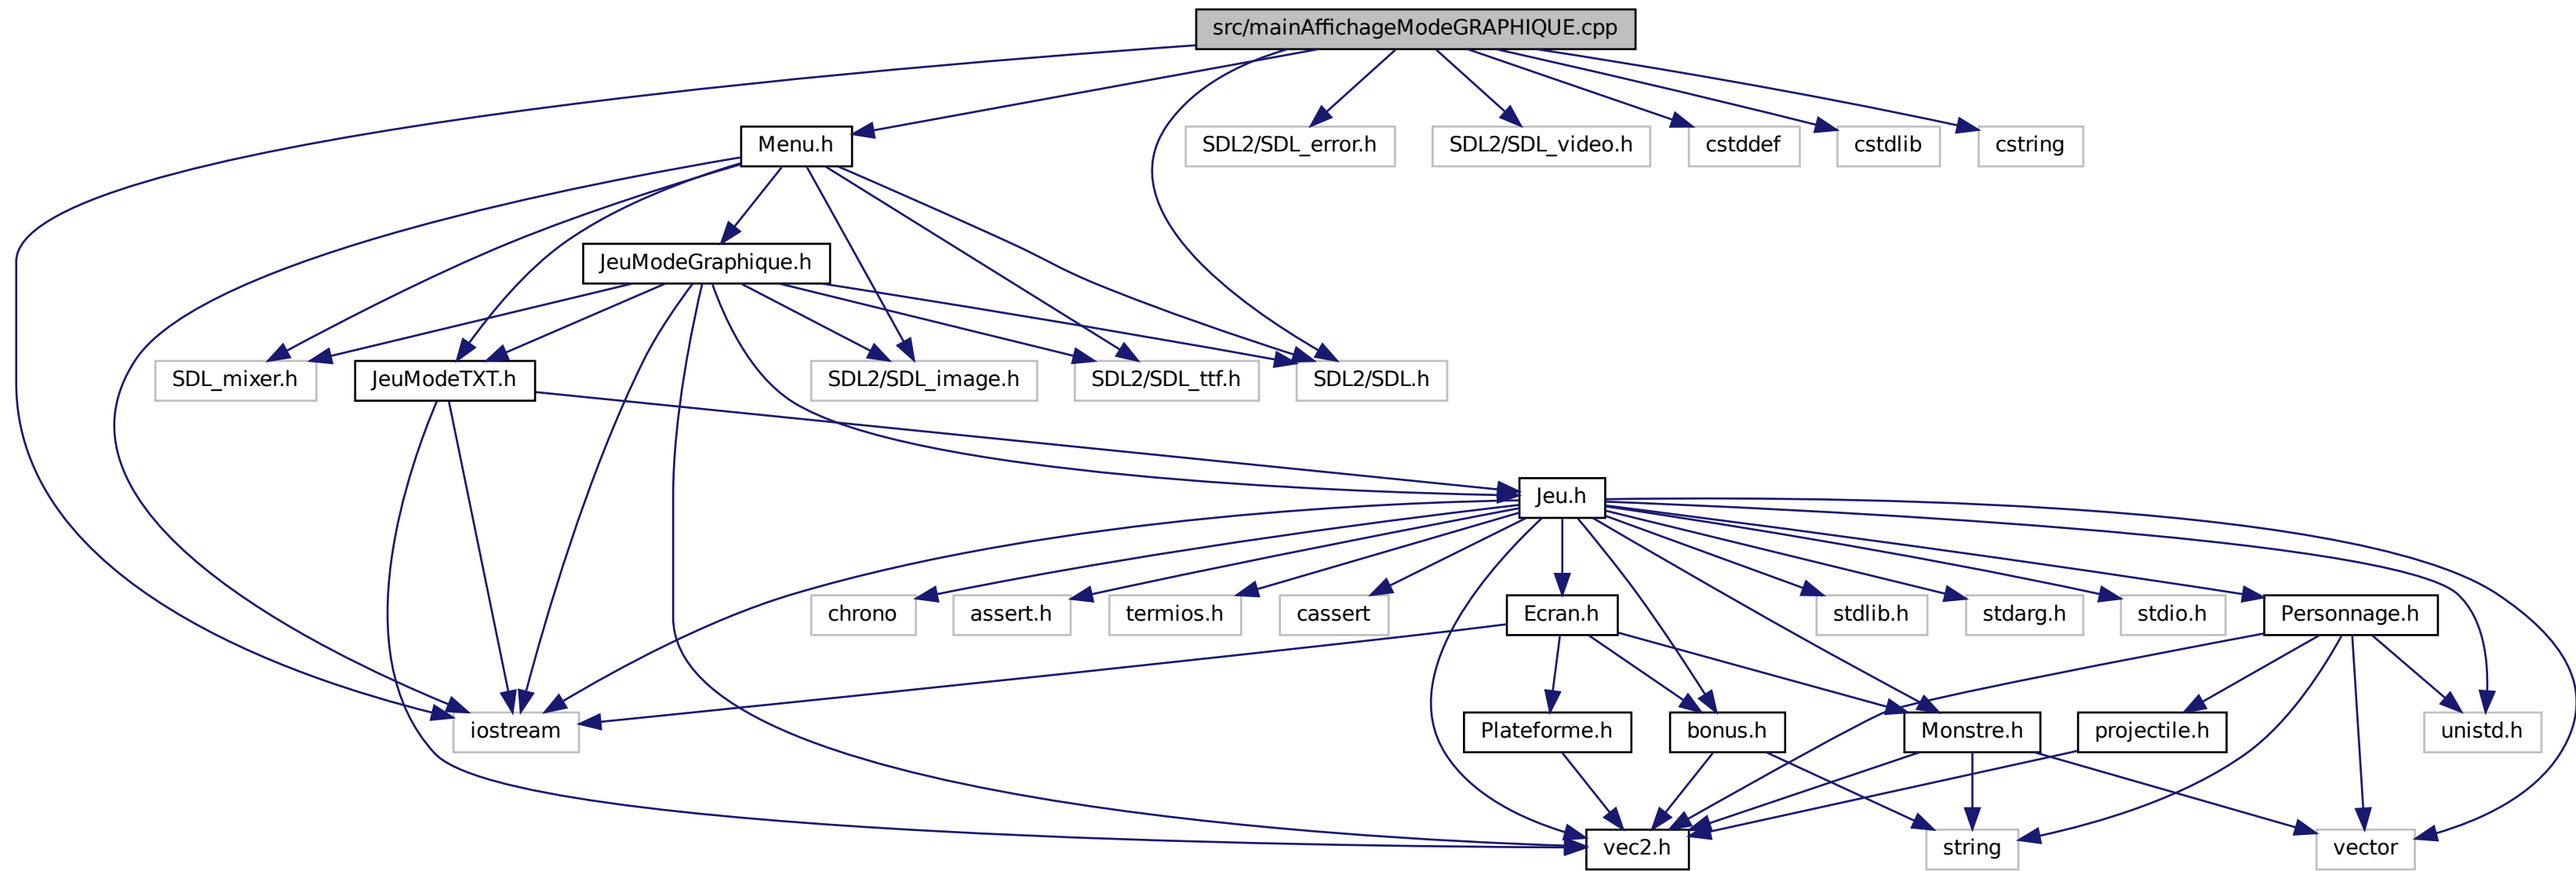 src/mainAffichageModeGRAPHIQUE.cpp
Menu.h
SDL2/SDL_error.h
SDL2/SDL_video.h
cstddef
cstdlib
cstring
JeuModeGraphique.h
SDL_mixer.h
JeuModeTXT.h
SDL2/SDL_image.h
SDL2/SDL_ttf.h
SDL2/SDL.h
Jeu.h
chrono
assert.h
termios.h
cassert
Ecran.h
stdlib.h
stdarg.h
stdio.h
Personnage.h
iostream
Plateforme.h
bonus.h
Monstre.h
projectile.h
unistd.h
vec2.h
string
vector